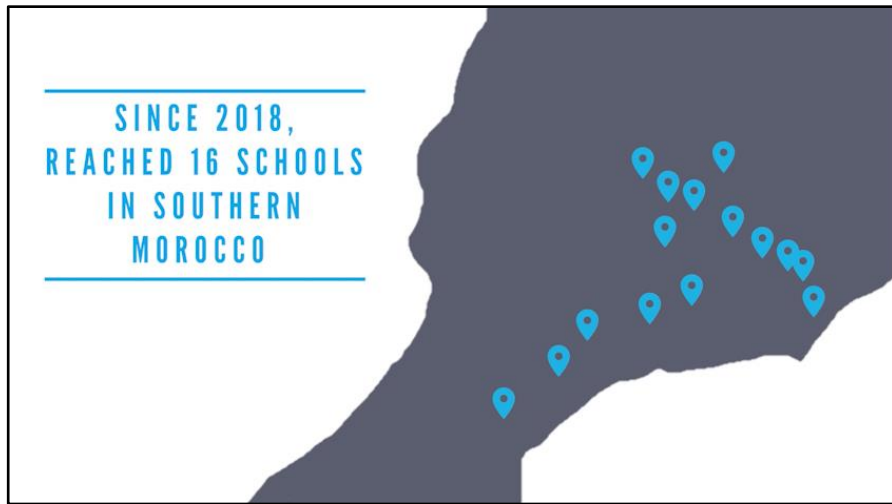 SINCE 2018,
REACHED 16 SCHOOLS
IN SOUTHERN
MOROCCO